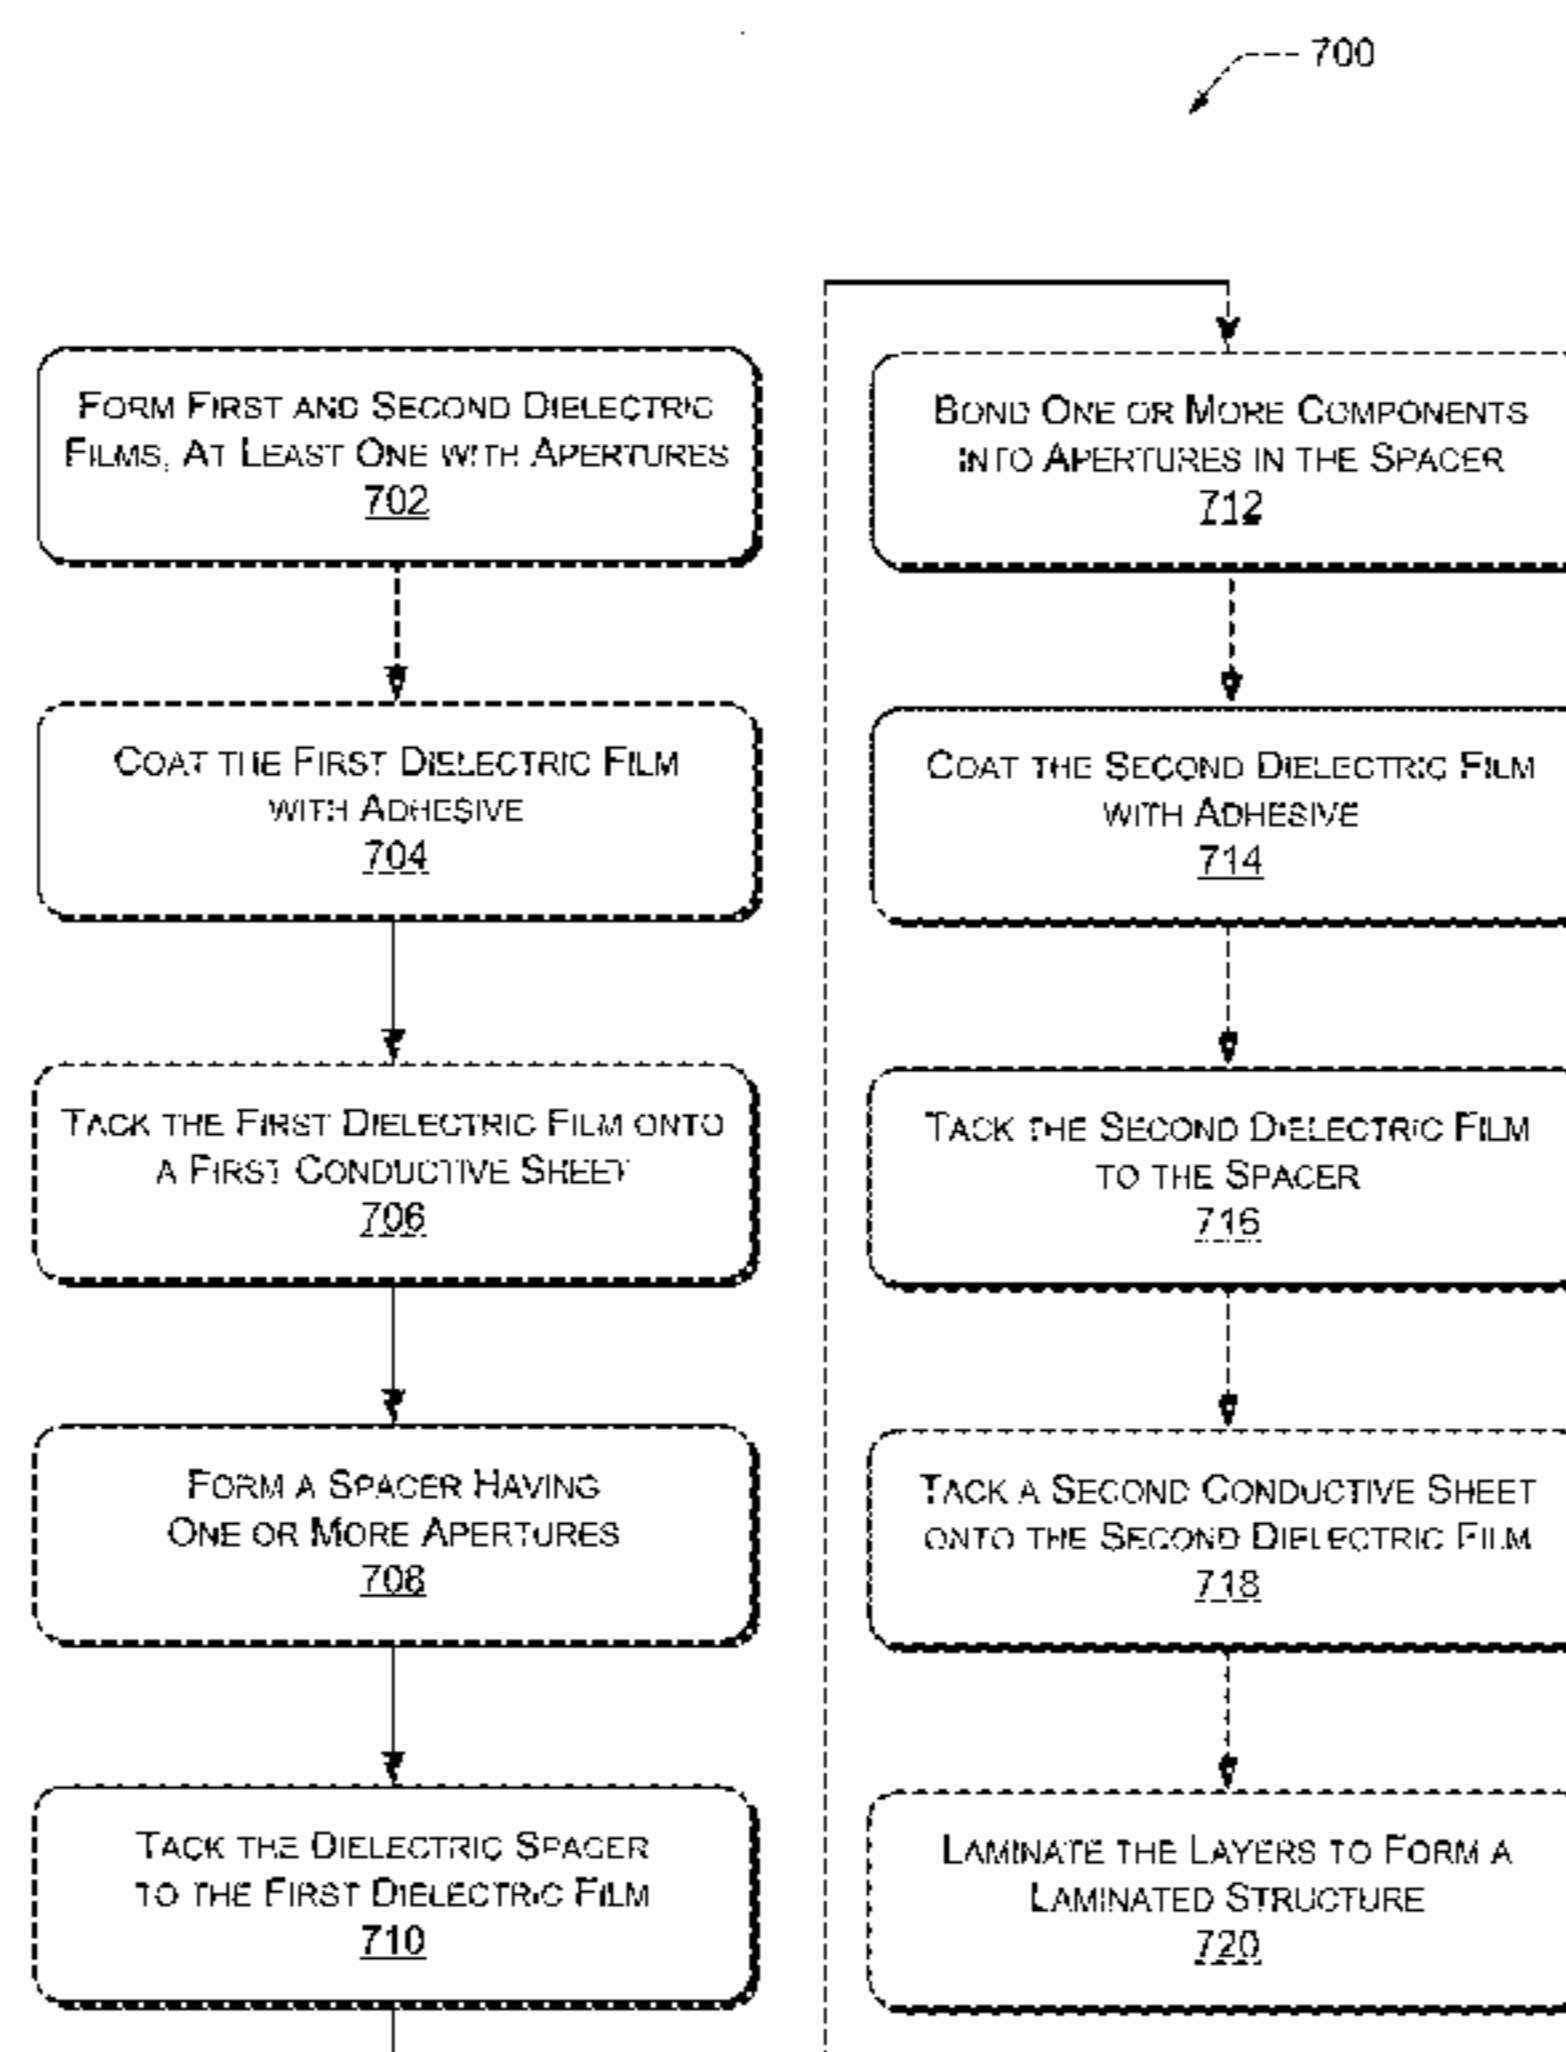 700
FORM FIRST AND SECOND DIELECTRIC
FILMS, AT LEAST ONE WITH APERTURES
702
COAT THE FIRST DIELECTRIC FILM
WITH ADHESIVE
704
TACK THE FIRST DIELECTRIC FILM ONTO
A FIRST CONDUCTIVE SHEET
706
FORM A SPACER HAVING
ONE OR MORE APERTURES
708
TACK THE DIELECTRIC SPACER
TO THE FIRST DIELECTRIC FILM
710
BOND ONE OR MORE COMPONENTS
INTO APERTURES IN THE SPACER
712
COAT THE SECOND DIELECTRIC FILM
WITH ADHESIVE
714
TACK THE SECOND DIELECTRIC FILM
TO THE SPACER
716
TACK A SECOND CONDUCTIVE SHEET
ONTO THE SECOND DIELECTRIC FILM
718
LAMINATE THE LAYERS TO FORM A
LAMINATED STRUCTURE
720